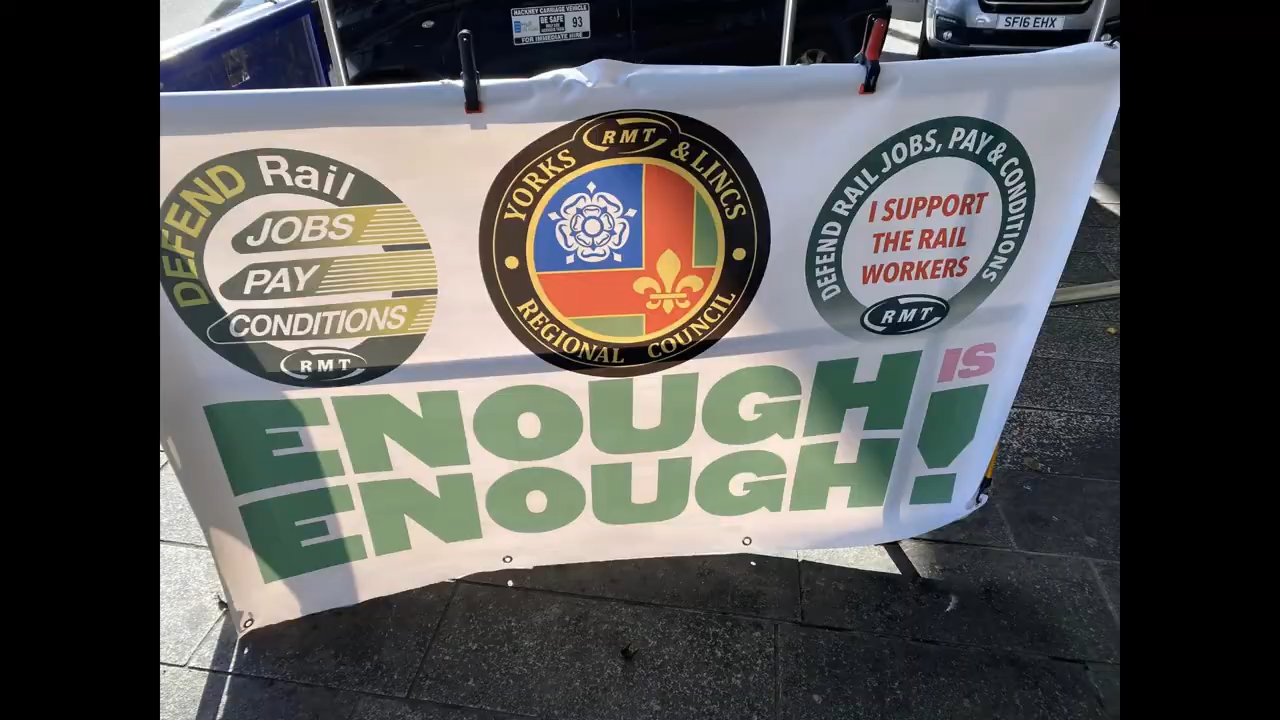 HACKNEY CARRIAGE VEHICLE
BE SAFE
93
FOR IMMEDIATE HIRE
SF16 EHX
DEFEND Rail
JOBS
PAY
CONDITIONS
RMT
RMT
YORKS & LINCS
REGIONAL COUNCIL
DEFEND RAIL JOBS, PAY & CONDITIONS
I SUPPORT
THE RAIL
WORKERS
RMT
ENOUGH IS
ENOUGH!